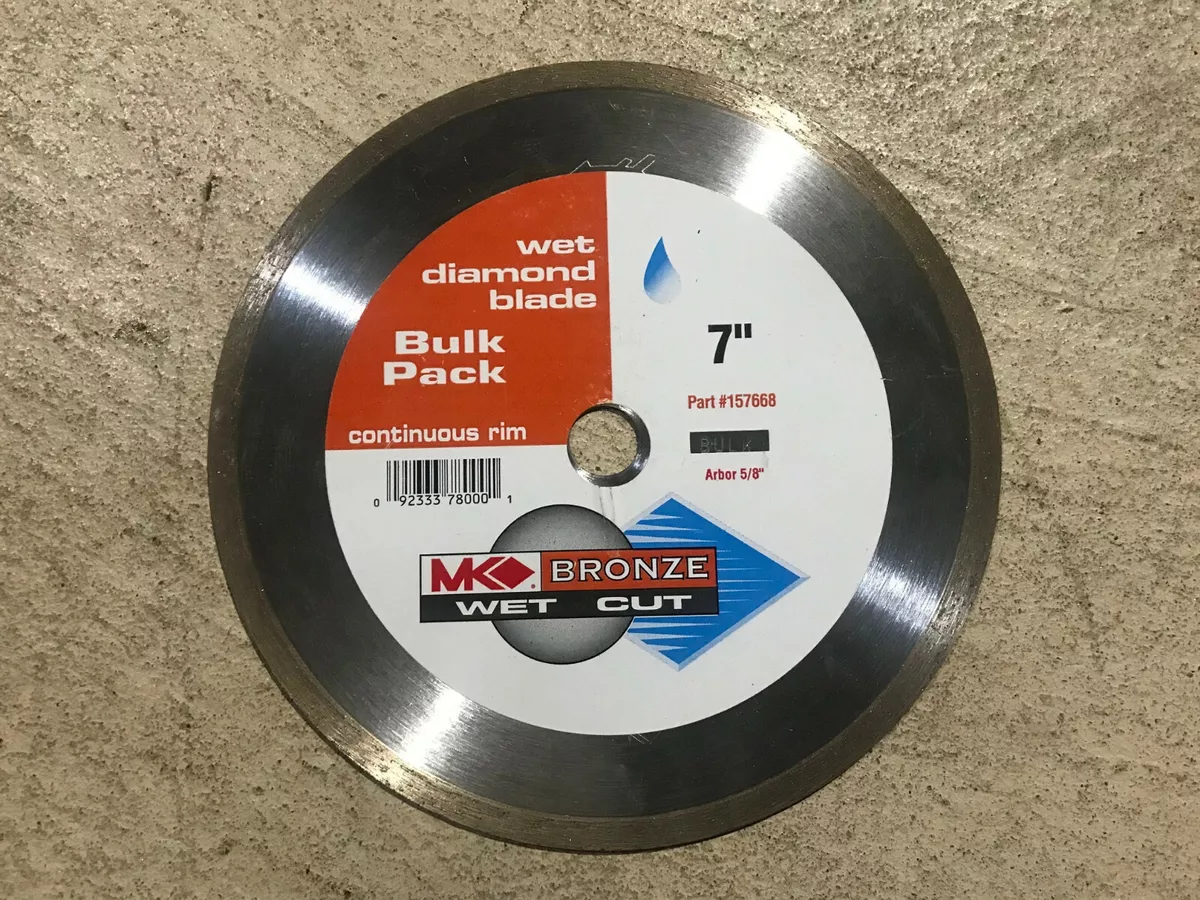 wet
diamond
blade
Bulk
Pack
continuous rim
0 92333 78000 1
7"
Part #157668
BULK
Arbor 5/8"
MK BRONZE
WET CUT